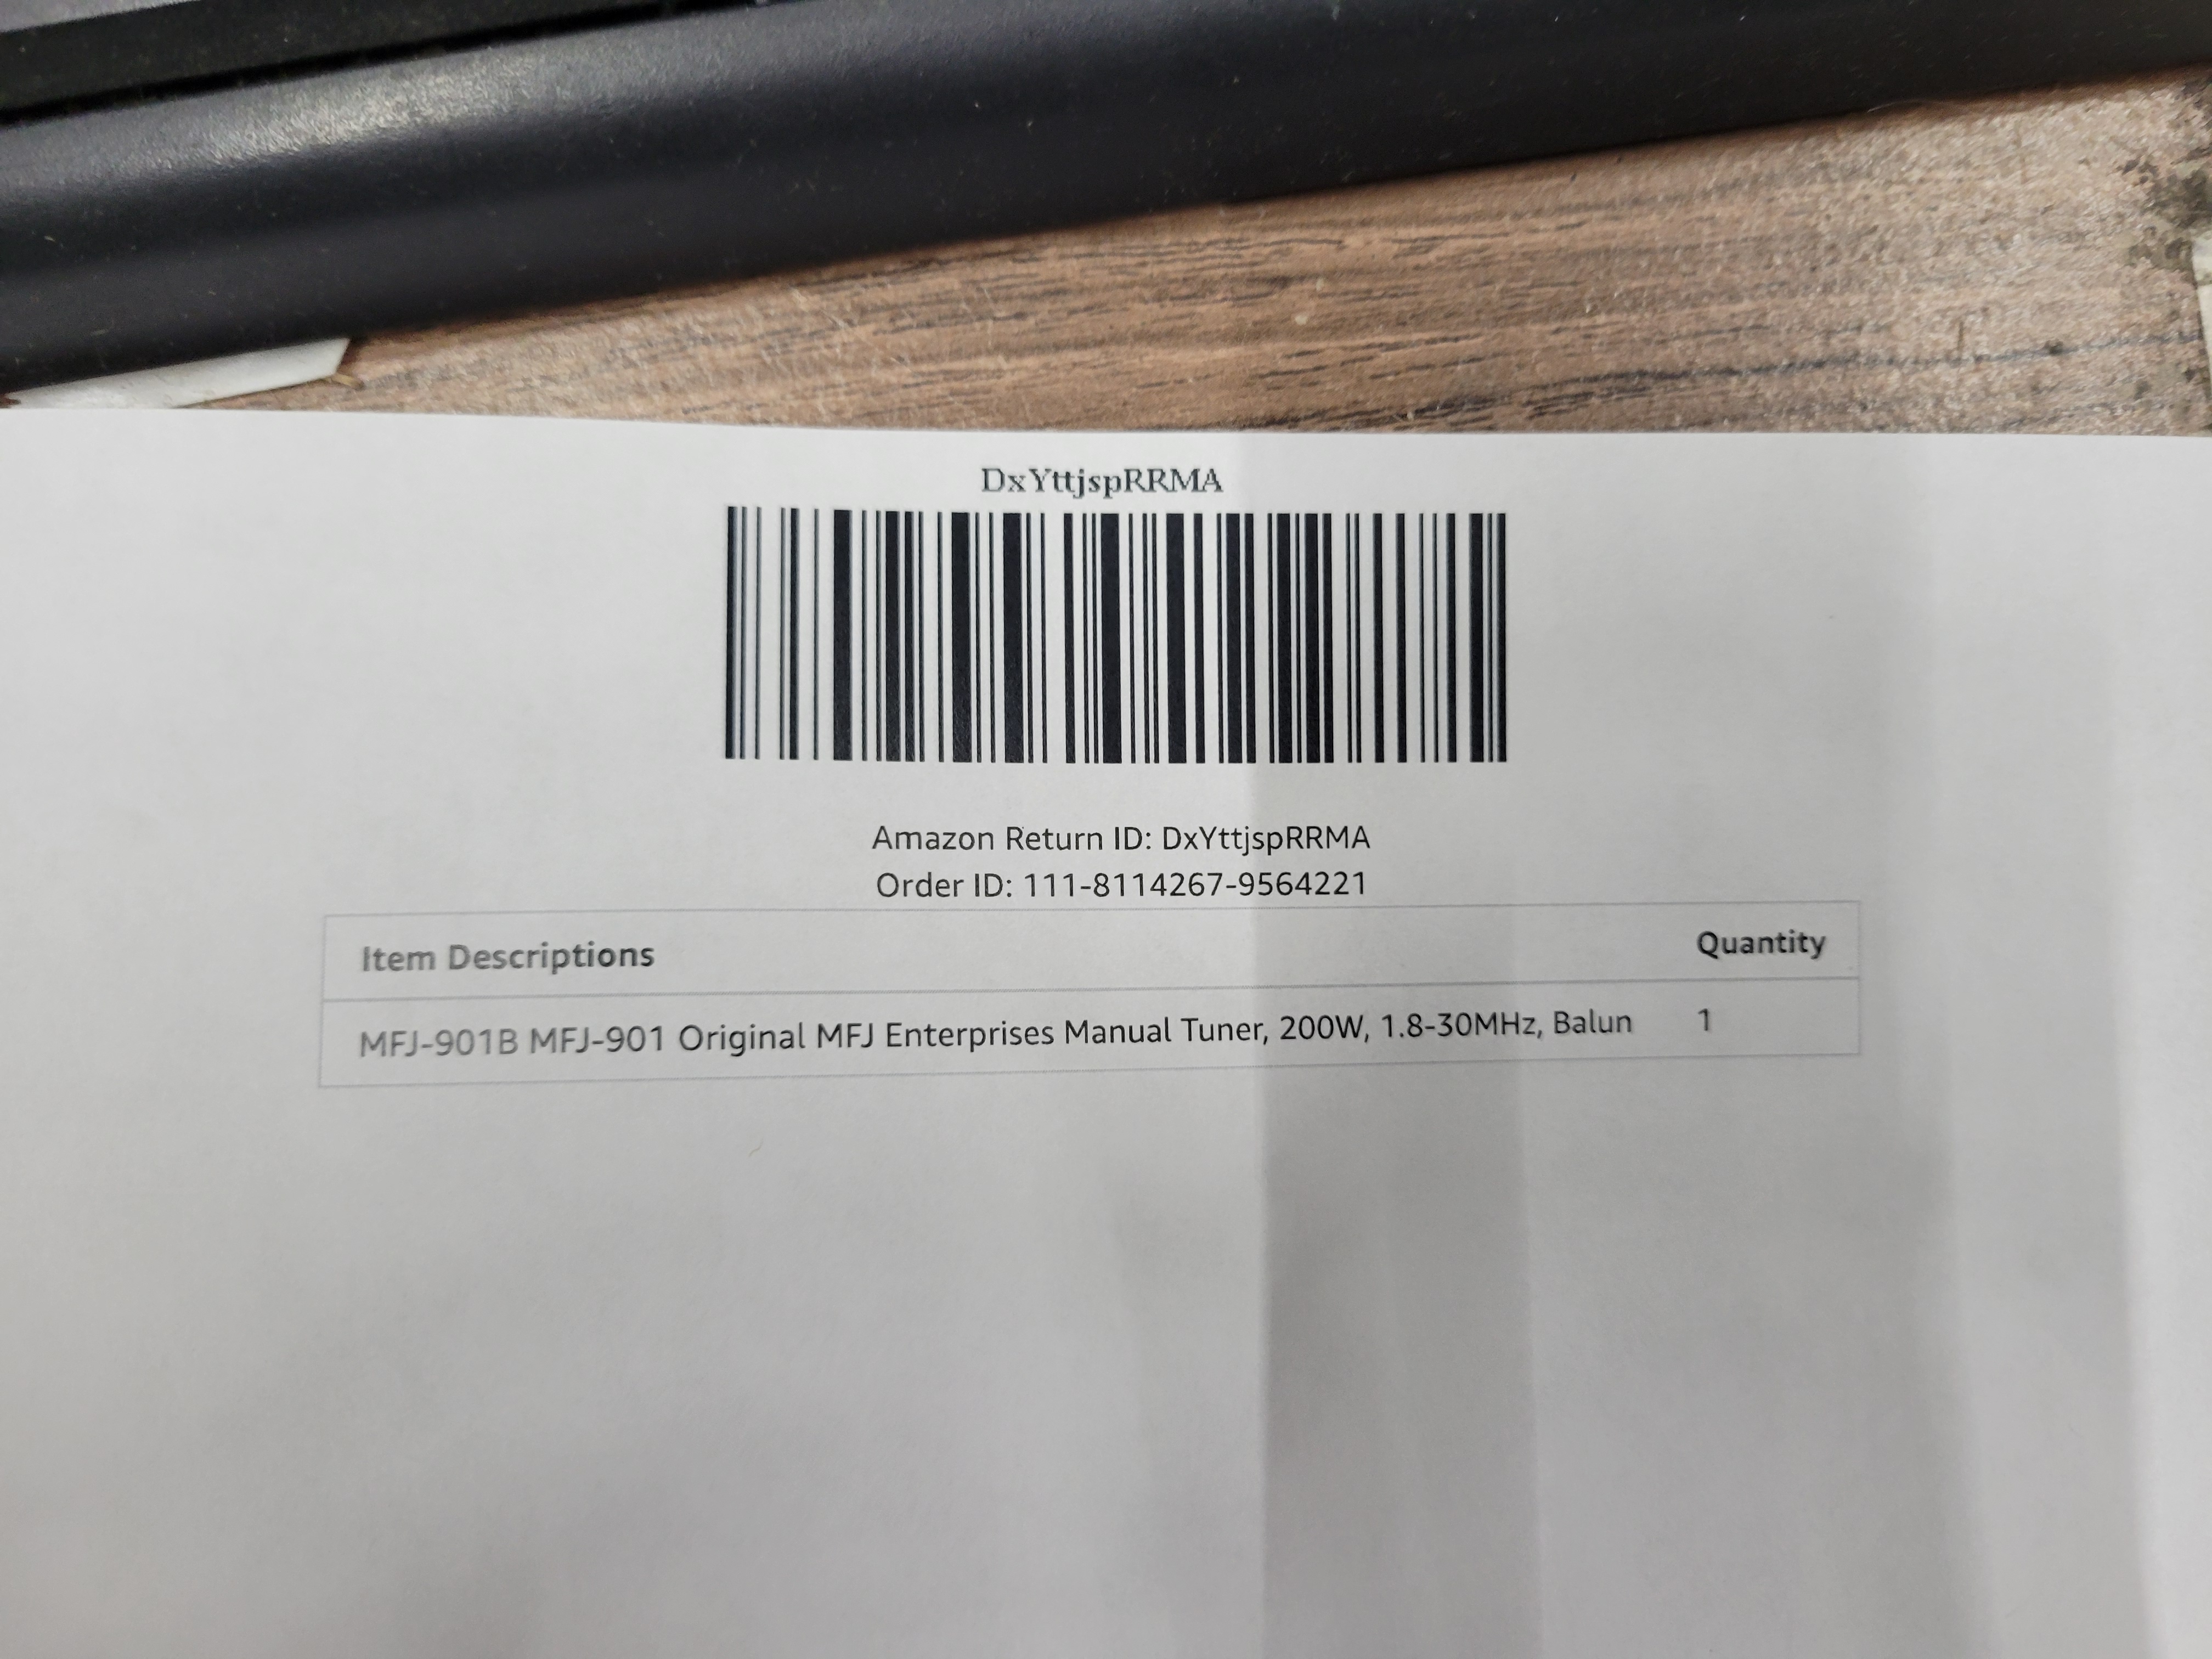 DxYttjspRRMA
Amazon Return ID: DxYttjspRRMA
Order ID: 111-8114267-9564221
Item Descriptions Quantity
MFJ-901B MFJ-901 Original MFJ Enterprises Manual Tuner, 200W, 1.8-30MHz, Balun 1